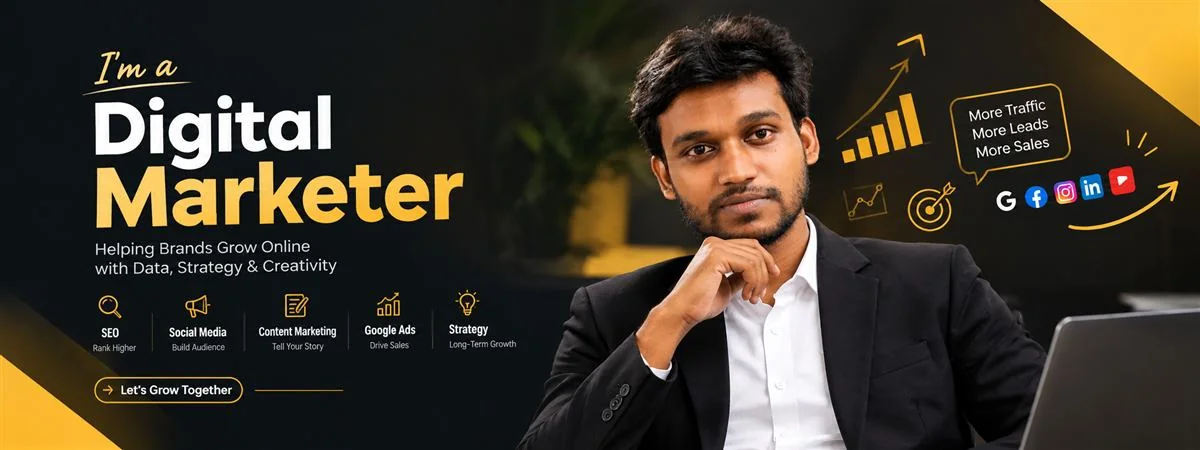 I'm a
Digital
Marketer
Helping Brands Grow Online
with Data, Strategy & Creativity
SEO
Rank Higher
Social Media
Build Audience
Content Marketing
Tell Your Story
Google Ads
Drive Sales
Strategy
Long-Term Growth
Let's Grow Together
More Traffic
More Leads
More Sales
G
f
in